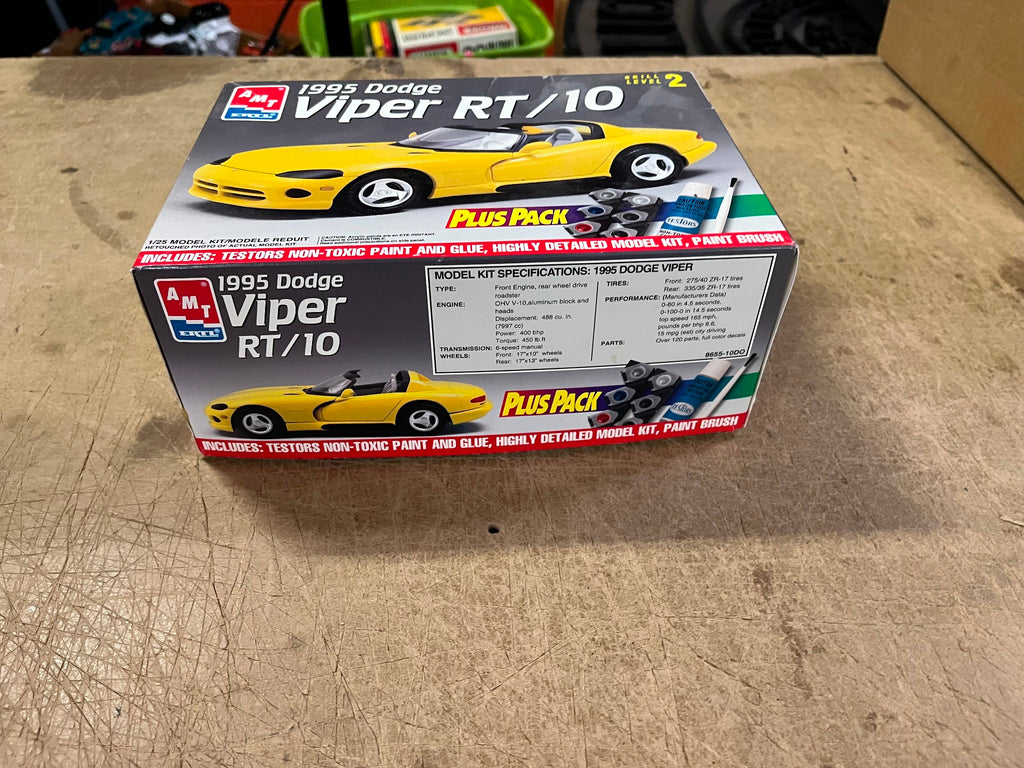 AMT
ERTL
1995 Dodge
Viper RT/10
SKILL
LEVEL 2
PLUS PACK
CAUTION
TESTORS
1/25 MODEL KIT/MODELE REDUIT
RETOUCHED PHOTO OF ACTUAL MODEL KIT
INCLUDES: TESTORS NON-TOXIC PAINT AND GLUE, HIGHLY DETAILED MODEL KIT, PAINT BRUSH
AMT
ERTL
1995 Dodge
Viper
RT/10
MODEL KIT SPECIFICATIONS: 1995 DODGE VIPER
TYPE: Front Engine, rear wheel drive
roadster
ENGINE: OHV V-10,aluminum block and
heads
Displacement: 488 cu. in.
(7997 cc)
Power: 400 bhp
Torque: 450 lb.ft
TRANSMISSION: 6-speed manual
WHEELS: Front: 17"x10" wheels
Rear: 17"x13" wheels
TIRES: Front: 275/40 ZR-17 tires
Rear: 335/35 ZR-17 tires
PERFORMANCE: (Manufacturers Data)
0-60 in 4.5 seconds,
0-100-0 in 14.5 seconds
top speed 165 mph,
pounds per bhp 8.6,
15 mpg (est) city driving
PARTS: Over 120 parts, full color decals
8655-10DO
PLUS PACK
TESTORS
INCLUDES: TESTORS NON-TOXIC PAINT AND GLUE, HIGHLY DETAILED MODEL KIT, PAINT BRUSH